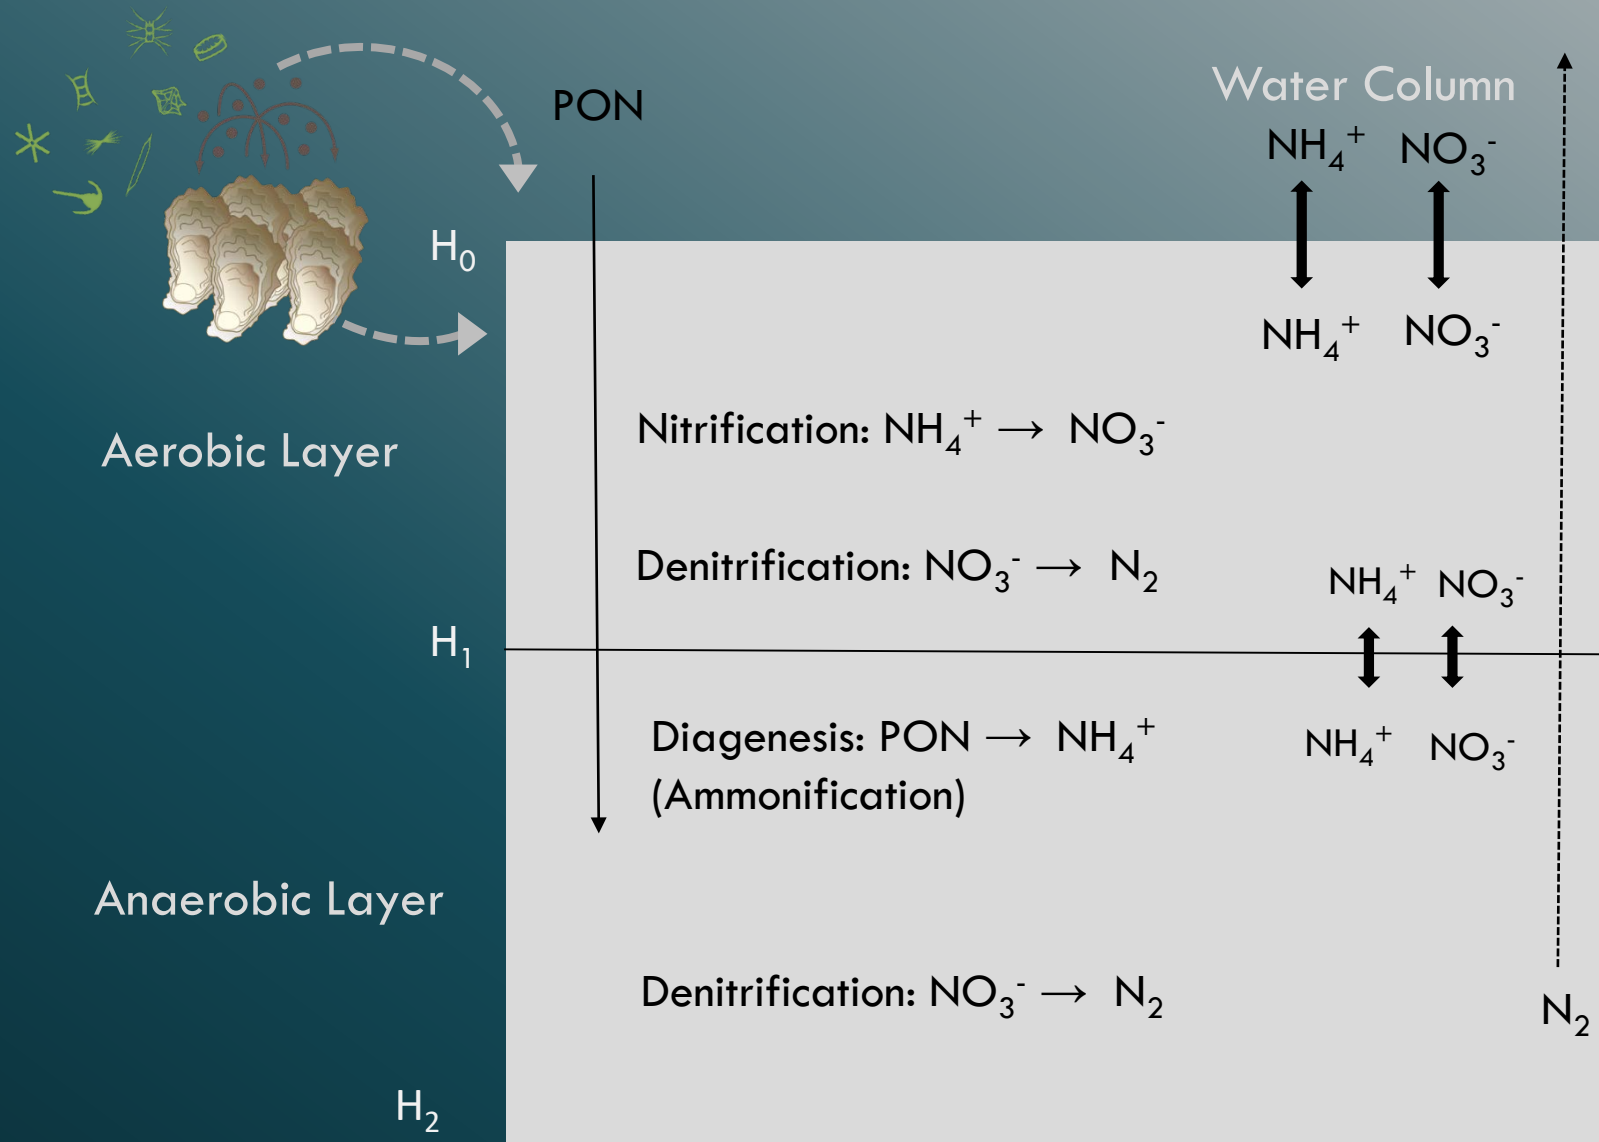 Water Column
PON
NH₄⁺ NO₃⁻
H₀
NH₄⁺ NO₃⁻
Nitrification: NH₄⁺ → NO₃⁻
Aerobic Layer
Denitrification: NO₃⁻ → N₂
NH₄⁺ NO₃⁻
H₁
Diagenesis: PON → NH₄⁺
(Ammonification)
NH₄⁺ NO₃⁻
Anaerobic Layer
Denitrification: NO₃⁻ → N₂
N₂
H₂